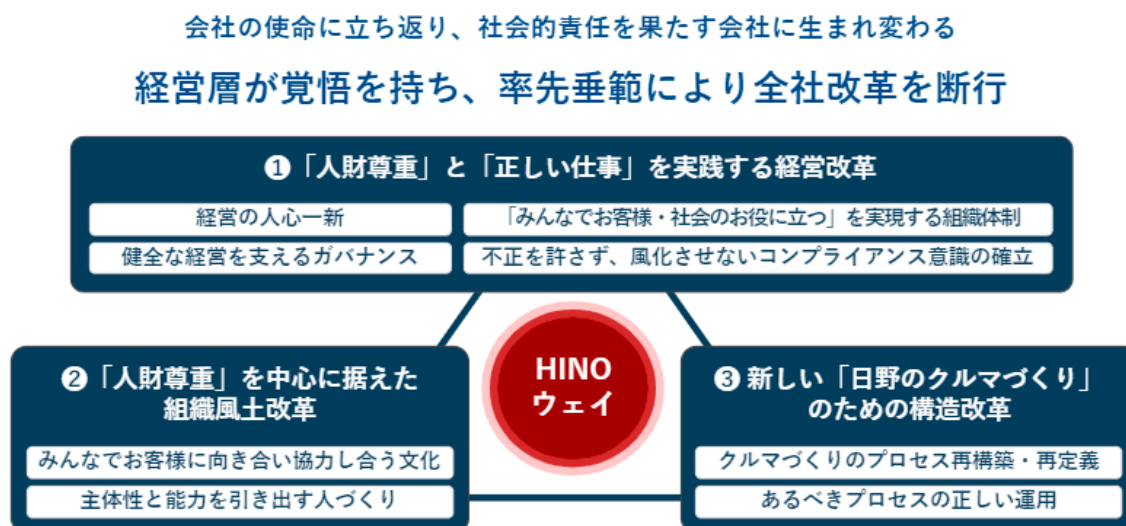 会社の使命に立ち返り、社会的責任を果たす会社に生まれ変わる
経営層が覚悟を持ち、率先垂範により全社改革を断行
❶「人財尊重」と「正しい仕事」を実践する経営改革
経営の人心一新
「みんなでお客様・社会のお役に立つ」を実現する組織体制
健全な経営を支えるガバナンス
不正を許さず、風化させないコンプライアンス意識の確立
HINO
ウェイ
❷「人財尊重」を中心に据えた
組織風土改革
みんなでお客様に向き合い協力し合う文化
主体性と能力を引き出す人づくり
❸ 新しい「日野のクルマづくり」
のための構造改革
クルマづくりのプロセス再構築・再定義
あるべきプロセスの正しい運用